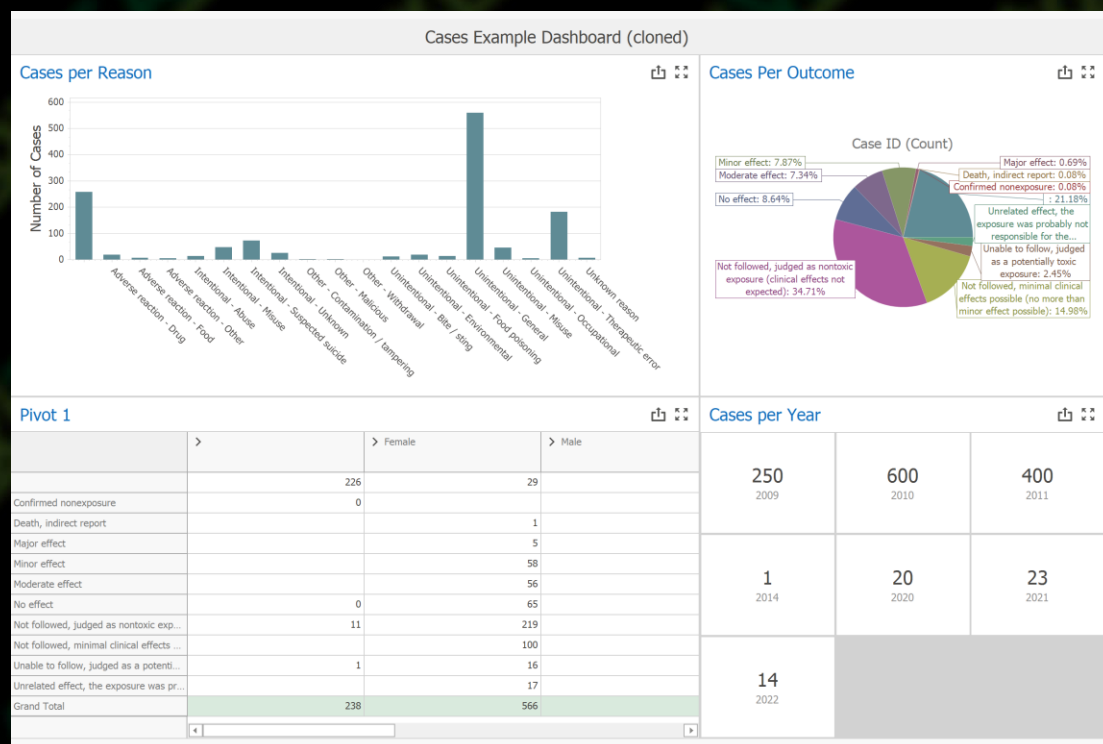 Cases Example Dashboard (cloned)
Cases per Reason
Number of Cases
600
500
400
300
200
100
0
Adverse reaction - Drug
Adverse reaction - Food
Adverse reaction - Other
Intentional - Abuse
Intentional - Misuse
Intentional - Suspected suicide
Intentional - Unknown
Other - Contamination / tampering
Other - Malicious
Other - Withdrawal
Unintentional - Bite / sting
Unintentional - Environmental
Unintentional - Food poisoning
Unintentional - General
Unintentional - Misuse
Unintentional - Occupational
Unintentional - Therapeutic error
Unknown reason
Cases Per Outcome
Case ID (Count)
Minor effect: 7.87%
Moderate effect: 7.34%
No effect: 8.64%
Not followed, judged as nontoxic
exposure (clinical effects not
expected): 34.71%
Major effect: 0.69%
Death, indirect report: 0.08%
Confirmed nonexposure: 0.08%
: 21.18%
Unrelated effect, the
exposure was probably not
responsible for the...
Unable to follow, judged
as a potentially toxic
exposure: 2.45%
Not followed, minimal clinical
effects possible (no more than
minor effect possible): 14.98%
Pivot 1
> > Female > Male
226 29
Confirmed nonexposure 0
Death, indirect report 1
Major effect 5
Minor effect 58
Moderate effect 56
No effect 0 65
Not followed, judged as nontoxic exp... 11 219
Not followed, minimal clinical effects ... 100
Unable to follow, judged as a potenti... 1 16
Unrelated effect, the exposure was pr... 17
Grand Total 238 566
Cases per Year
250 600 400
2009 2010 2011
1 20 23
2014 2020 2021
14
2022